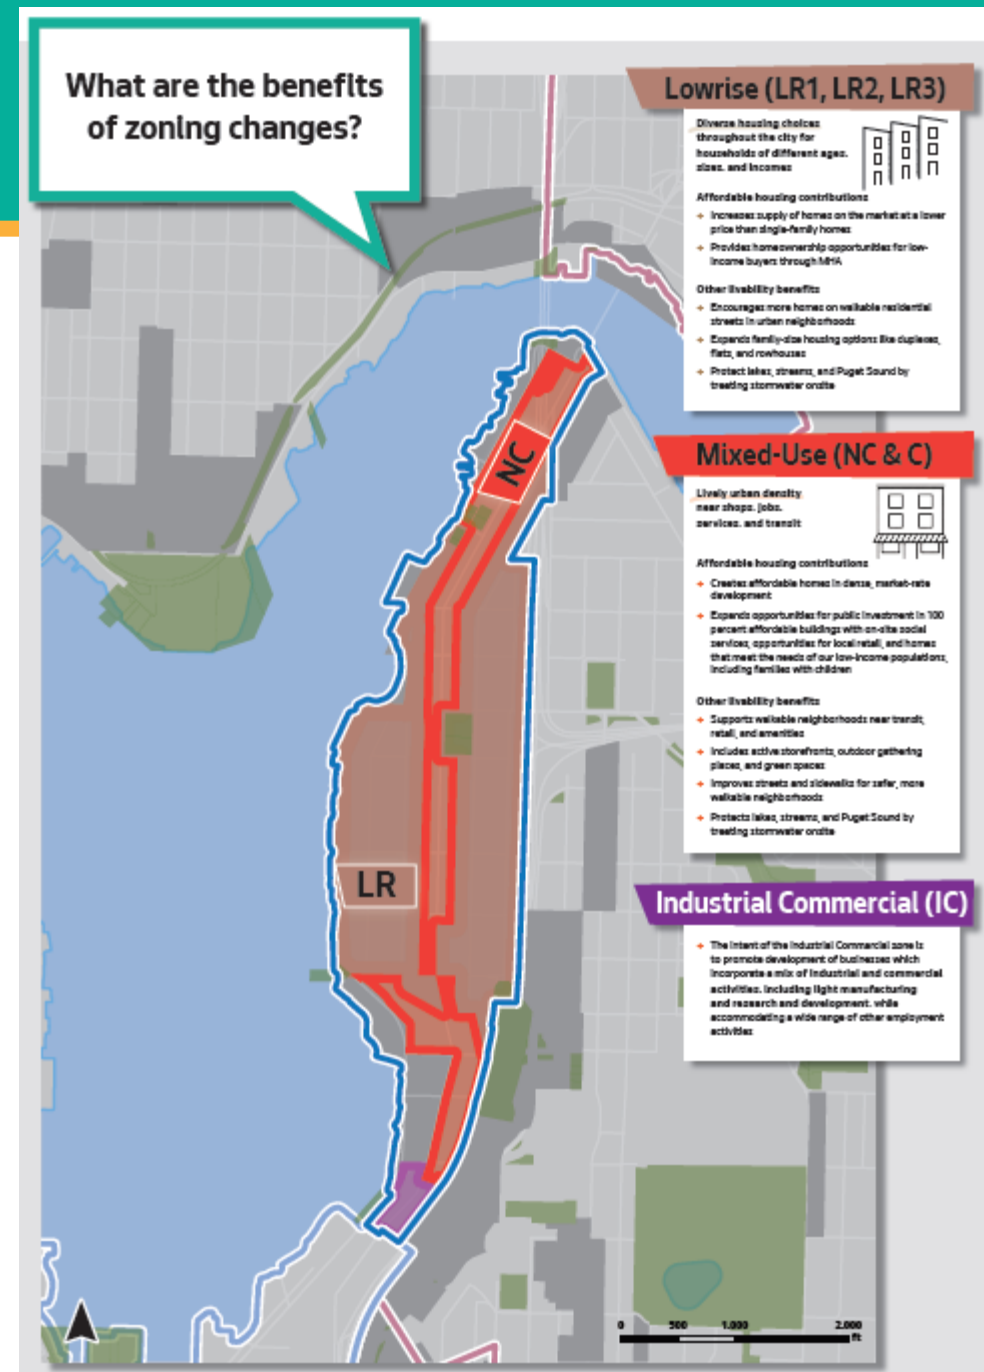 What are the benefits
of zoning changes?
Lowrise (LR1, LR2, LR3)
Diverse housing choices
throughout the city for
households of different ages,
sizes, and incomes
Affordable housing contributions
Increases supply of homes on the market at a lower
price than single-family homes
Provides homeownership opportunities for low-
income buyers through MHA
Other livability benefits
Encourages more homes on walkable residential
streets in urban neighborhoods
Expands family-size housing options like duplexes,
flats, and rowhouses
Protect lakes, streams, and Puget Sound by
treating stormwater onsite
NC
Mixed-Use (NC & C)
Lively urban density
near shops, jobs,
services, and transit
Affordable housing contributions
Creates affordable homes in dense, market-rate
development
Expands opportunities for public investment in 100
percent affordable buildings with on-site social
services, opportunities for local retail, and homes
that meet the needs of our low-income populations,
including families with children
Other livability benefits
Supports walkable neighborhoods near transit,
retail, and amenities
Includes active storefronts, outdoor gathering
places, and green spaces
Improves streets and sidewalks for safer, more
walkable neighborhoods
Protects lakes, streams, and Puget Sound by
treating stormwater onsite
LR
Industrial Commercial (IC)
The intent of the Industrial Commercial zone is
to promote development of businesses which
incorporate a mix of industrial and commercial
activities, including light manufacturing
and research and development, while
accommodating a wide range of other employment
activities
0 500 1,000 2,000
ft